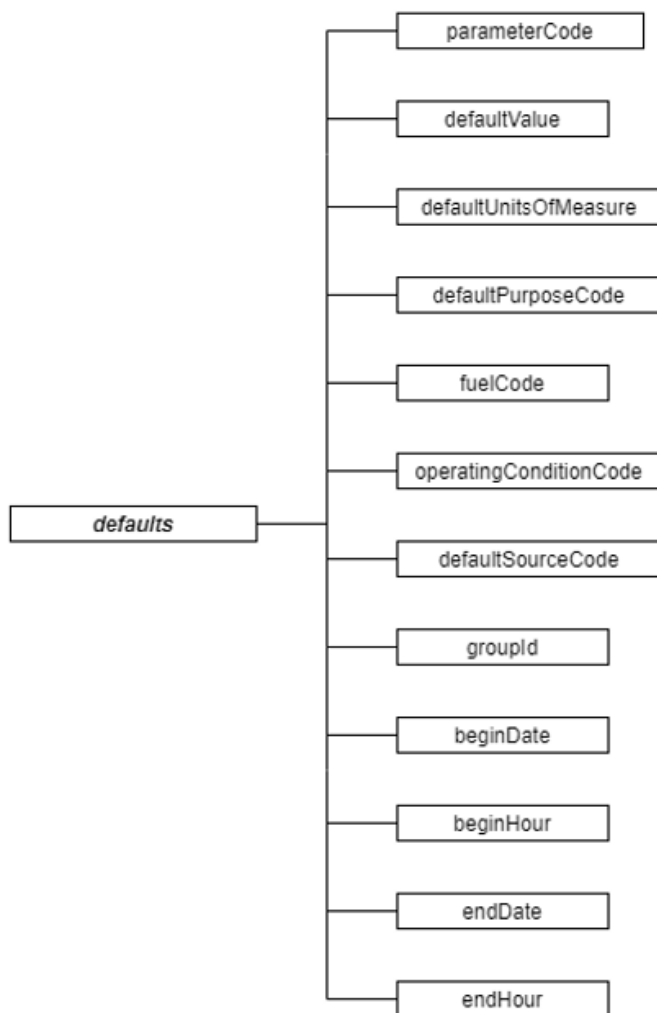 parameterCode
defaultValue
defaultUnitsOfMeasure
defaultPurposeCode
fuelCode
operatingConditionCode
defaults
defaultSourceCode
groupId
beginDate
beginHour
endDate
endHour